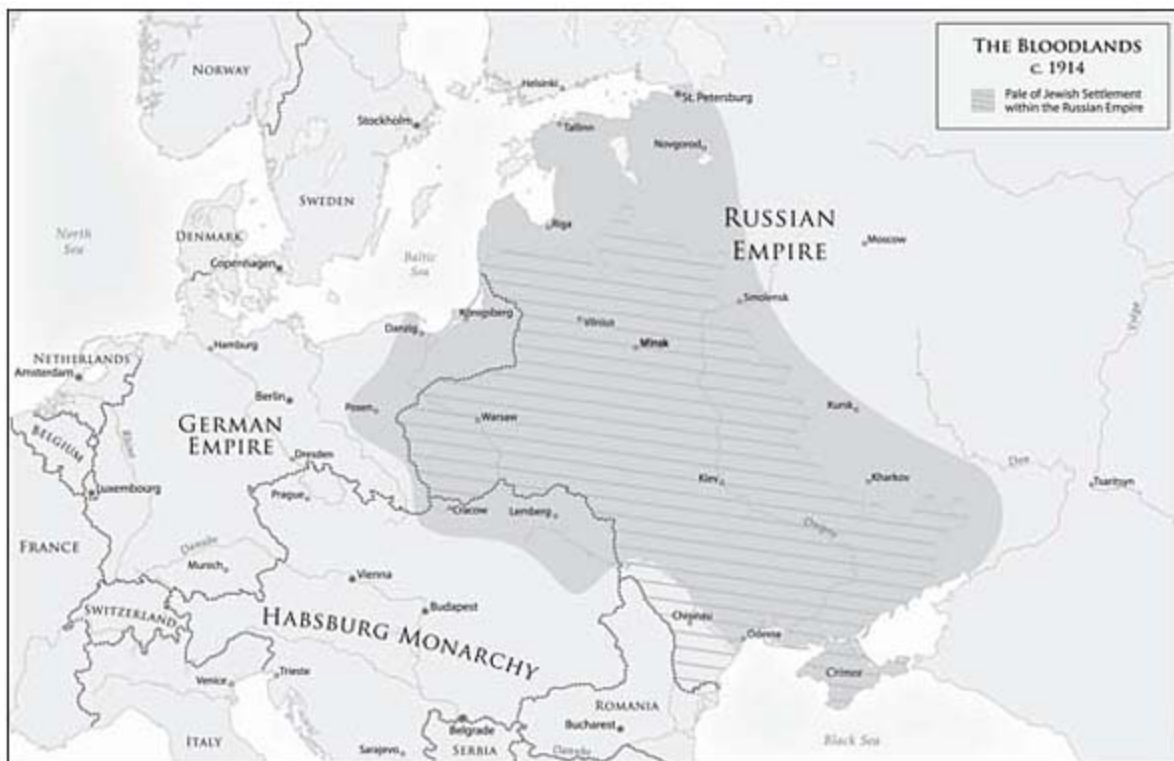 THE BLOODLANDS
C. 1914
Pale of Jewish Settlement
within the Russian Empire
NORWAY
Helsinki
St. Petersburg
Stockholm
Tallinn
Novgorod
SWEDEN
North
Sea
DENMARK
Riga
RUSSIAN
EMPIRE
Moscow
Copenhagen
Baltic
Sea
Smolensk
Volga
Königsberg
Vilnius
Danzig
Minsk
Hamburg
NETHERLANDS
Amsterdam
Berlin
Posen
Warsaw
Kursk
BELGIUM
Rhine
GERMAN
EMPIRE
Dresden
Don
Luxembourg
Prague
Kiev
Kharkov
Tsaritsyn
Cracow
Lemberg
Dnepr
FRANCE
Danube
Munich
Vienna
Budapest
SWITZERLAND
HABSBURG MONARCHY
Chişinău
Odessa
Crimea
Venice
Trieste
ROMANIA
Belgrade
Bucharest
Black Sea
ITALY
Sarajevo
SERBIA
Danube